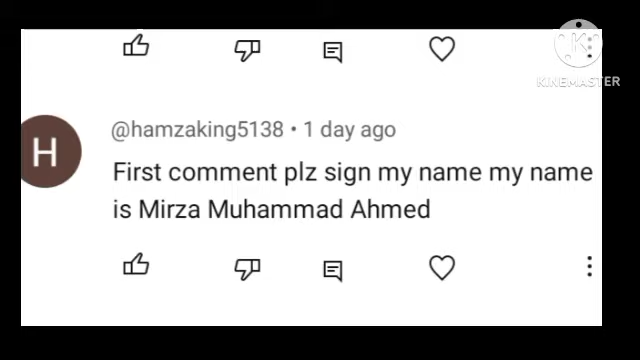 KINEMASTER
H
@hamzaking5138 • 1 day ago
First comment plz sign my name my name
is Mirza Muhammad Ahmed